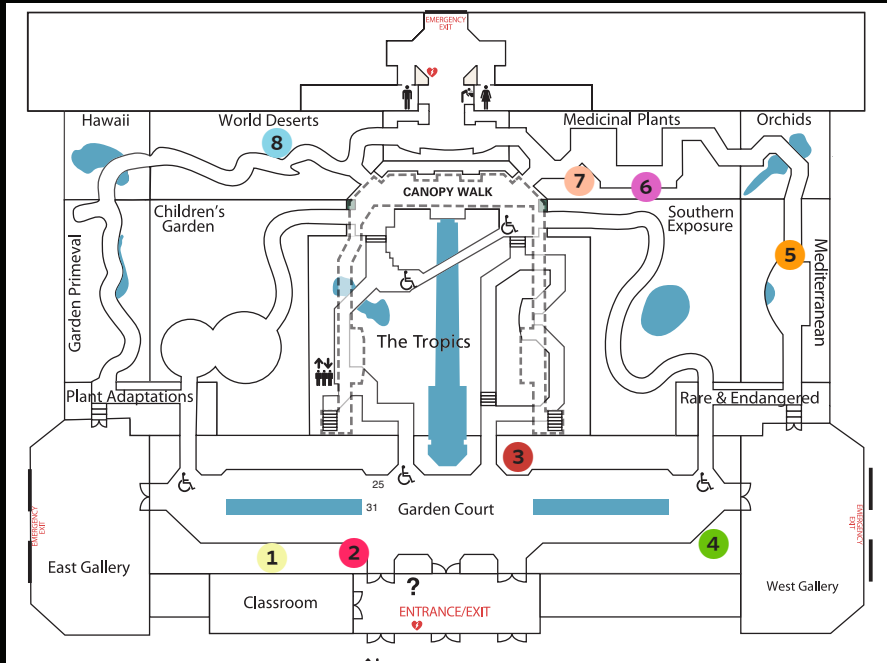 EMERGENCY
EXIT
Hawaii
World Deserts
Medicinal Plants
Orchids
8
7
6
CANOPY WALK
Children's
Garden
Southern
Exposure
5
Garden Primeval
Mediterranean
The Tropics
Plant Adaptations
Rare & Endangered
3
25
31
Garden Court
EMERGENCY
EXIT
EMERGENCY
EXIT
1
2
4
East Gallery
West Gallery
?
Classroom
ENTRANCE/EXIT